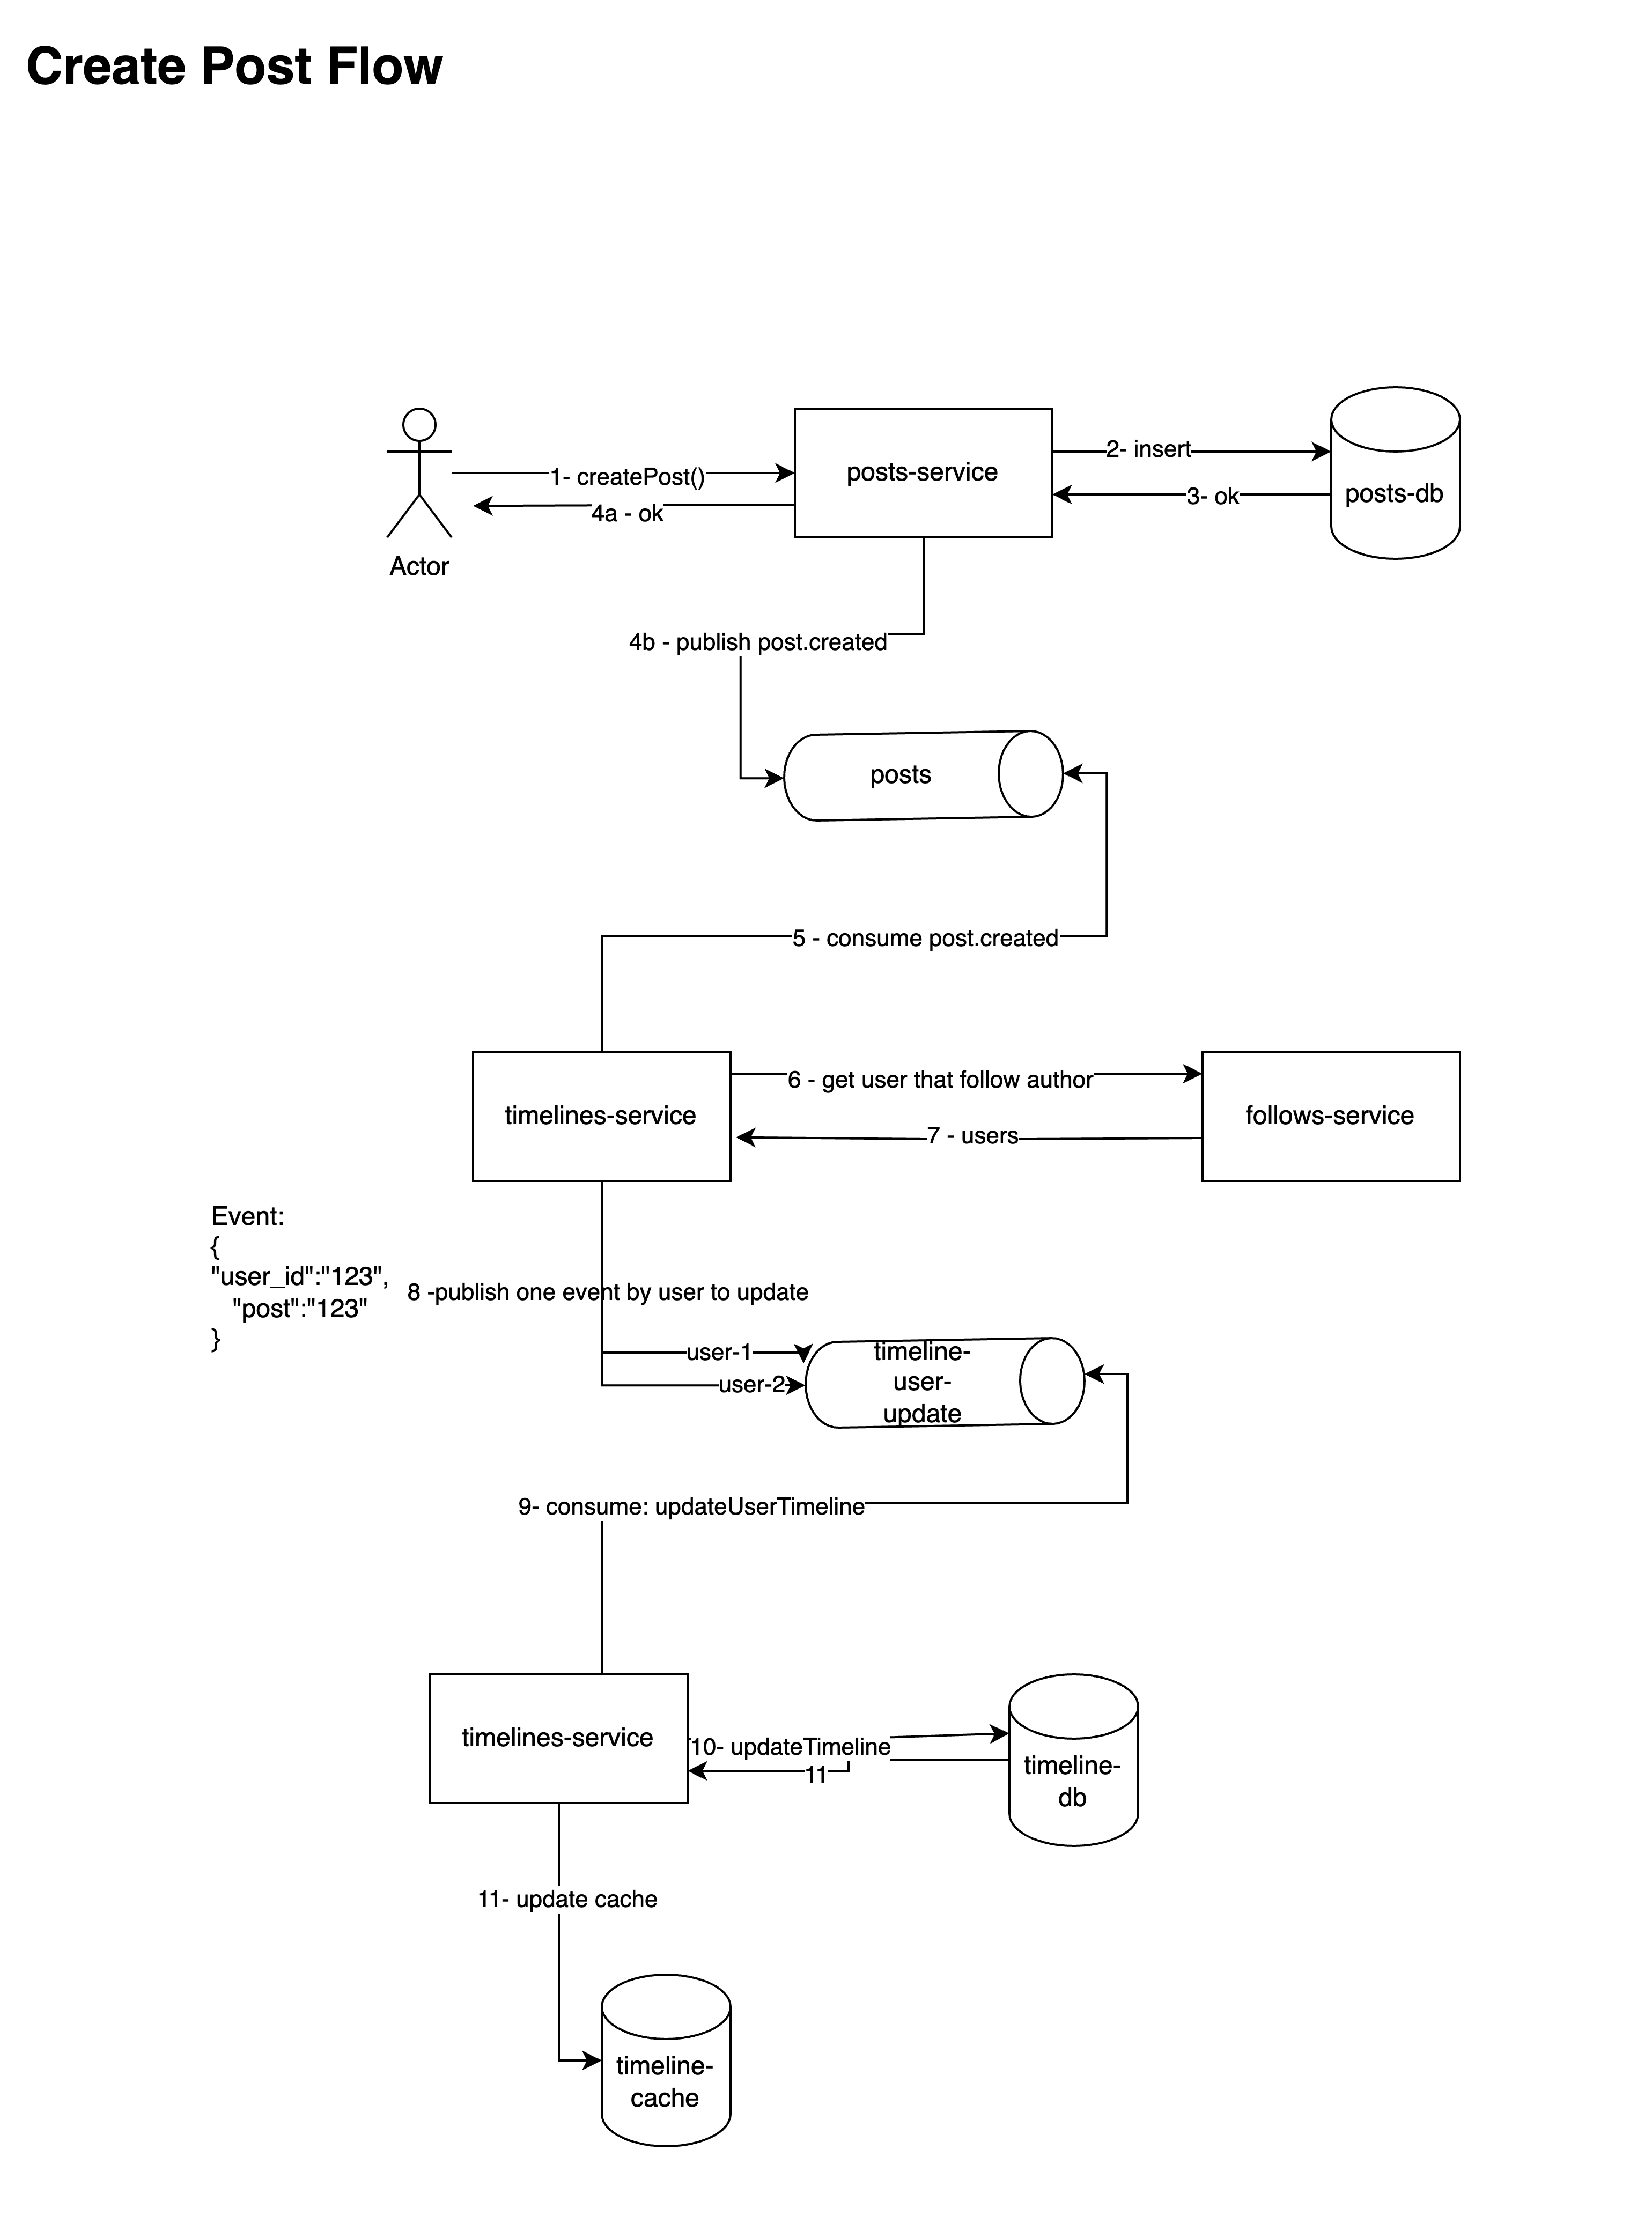 Create Post Flow
1- createPost()
4a - ok
posts-service
2- insert
3- ok
posts-db
Actor
4b - publish post.created
posts
5 - consume post.created
timelines-service
6 - get user that follow author
7 - users
follows-service
Event:
{
"user_id":"123",
"post":"123"
}
8 -publish one event by user to update
user-1
user-2
timeline-
user-
update
9- consume: updateUserTimeline
timelines-service
10- updateTimeline
11
timeline-
db
11- update cache
timeline-
cache